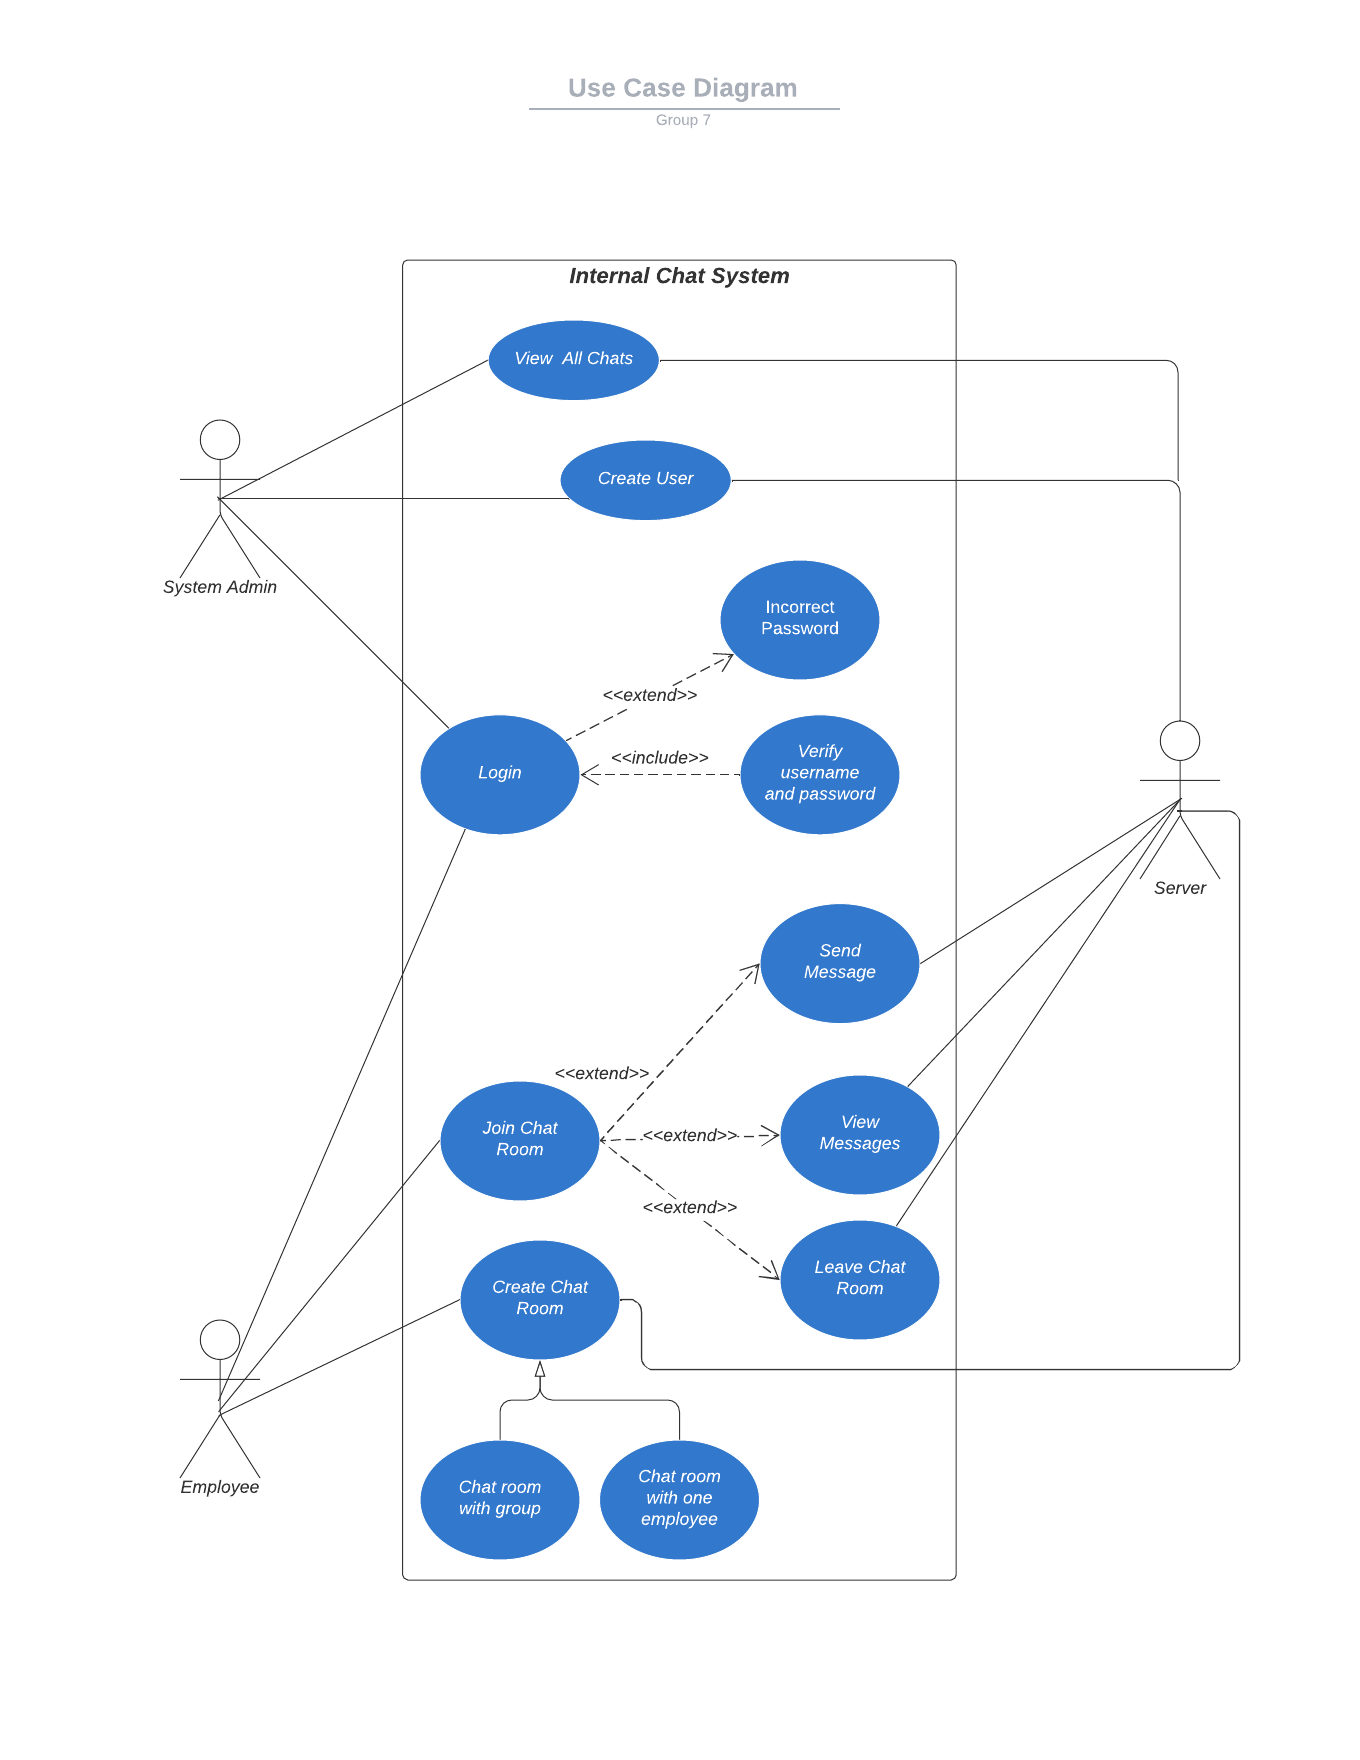 Use Case Diagram
Group 7
Internal Chat System
View  All Chats
Create User
System Admin
Incorrect
Password
<<extend>>
<<include>>
Login
Verify
username
and password
Server
Send
Message
<<extend>>
Join Chat
Room
<<extend>>
View
Messages
<<extend>>
Leave Chat
Room
Create Chat
Room
Employee
Chat room
with group
Chat room
with one
employee